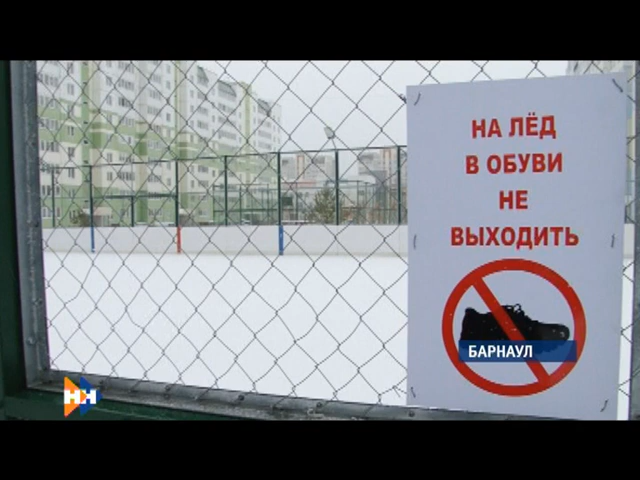 НА ЛЁД
В ОБУВИ
НЕ
ВЫХОДИТЬ
БАРНАУЛ
НН